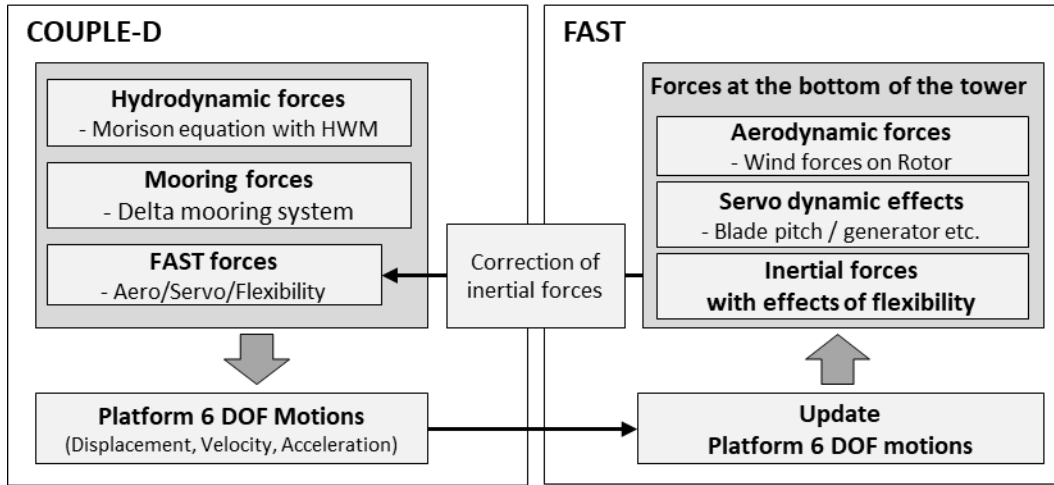 COUPLE-D
Hydrodynamic forces
- Morison equation with HWM
Mooring forces
- Delta mooring system
FAST forces
- Aero/Servo/Flexibility
Platform 6 DOF Motions
(Displacement, Velocity, Acceleration)
Correction of
inertial forces
FAST
Forces at the bottom of the tower
Aerodynamic forces
- Wind forces on Rotor
Servo dynamic effects
- Blade pitch / generator etc.
Inertial forces
with effects of flexibility
Update
Platform 6 DOF motions